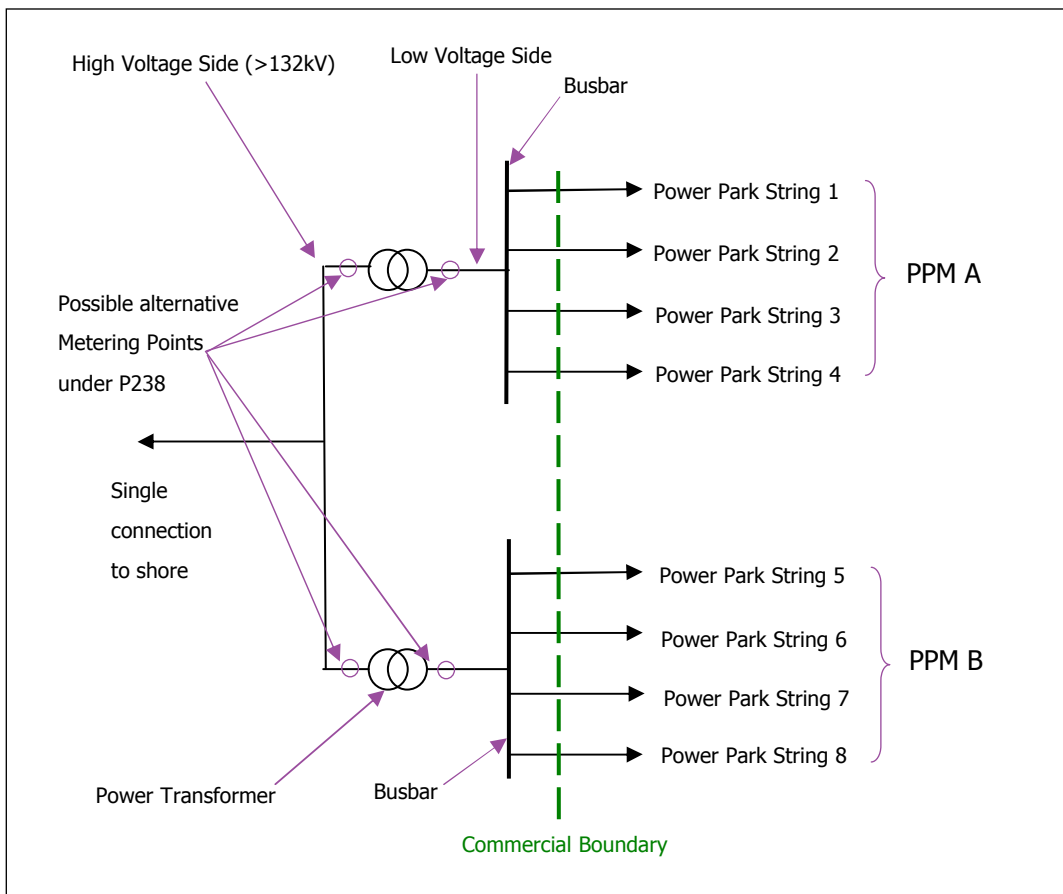 High Voltage Side (>132kV)
Low Voltage Side
Busbar
Power Park String 1
Power Park String 2
Power Park String 3
Power Park String 4
PPM A
Possible alternative
Metering Points
under P238
Single
connection
to shore
Power Park String 5
Power Park String 6
Power Park String 7
Power Park String 8
PPM B
Power Transformer
Busbar
Commercial Boundary